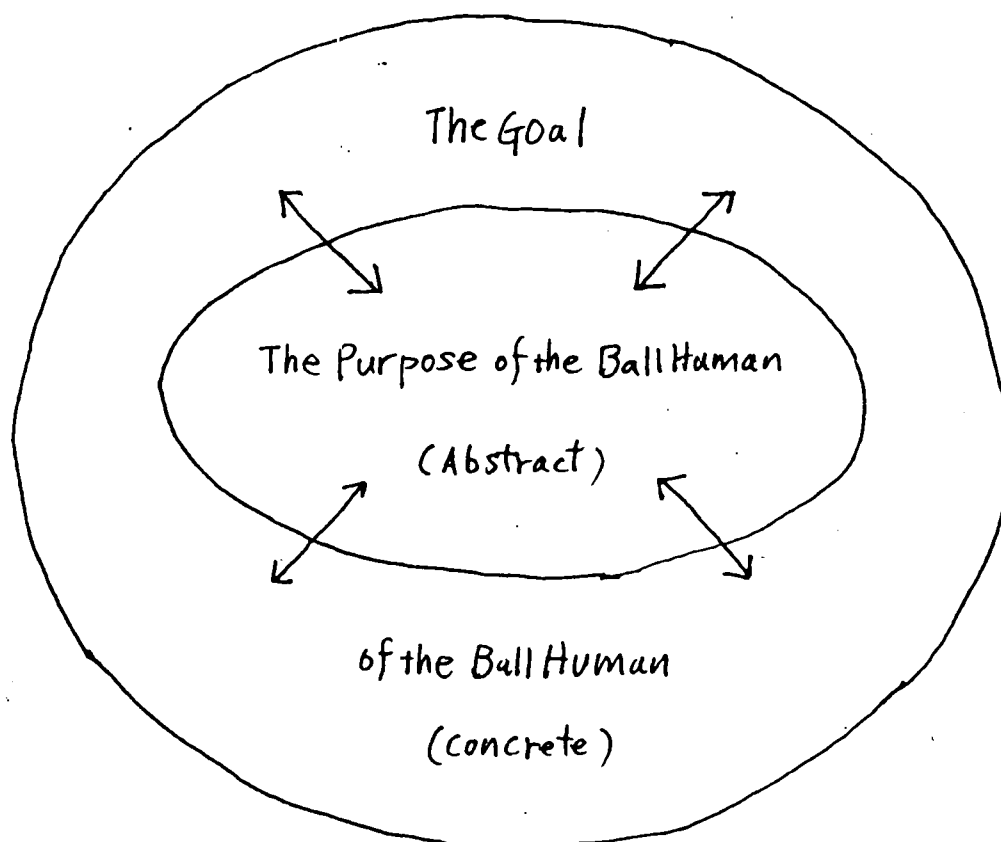 The Goal
The Purpose of the Ball Human
(Abstract)
of the Ball Human
(Concrete)